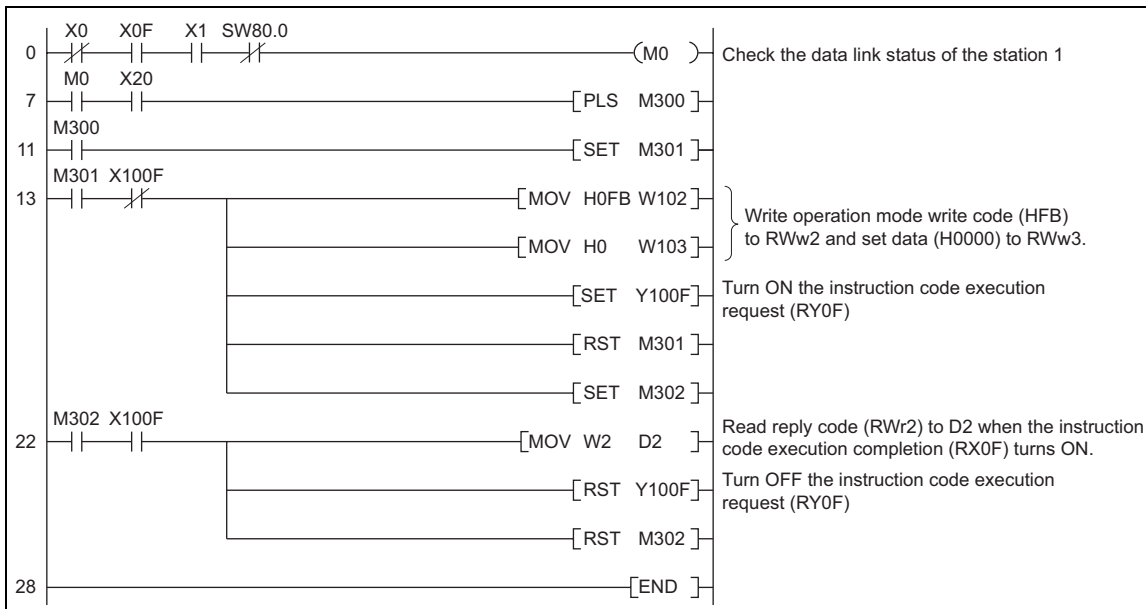 X0 X0F X1 SW80.0
0 (M0 ) Check the data link status of the station 1
M0 X20
7 [PLS M300 ]
M300
11 [SET M301 ]
M301 X100F
13 [MOV H0FB W102 ]
Write operation mode write code (HFB)
to RWw2 and set data (H0000) to RWw3.
[MOV H0 W103 ]
[SET Y100F ] Turn ON the instruction code execution
request (RY0F)
[RST M301 ]
[SET M302 ]
M302 X100F
22 [MOV W2 D2 ] Read reply code (RWr2) to D2 when the instruction
code execution completion (RX0F) turns ON.
[RST Y100F ] Turn OFF the instruction code execution
request (RY0F)
[RST M302 ]
28 [END ]